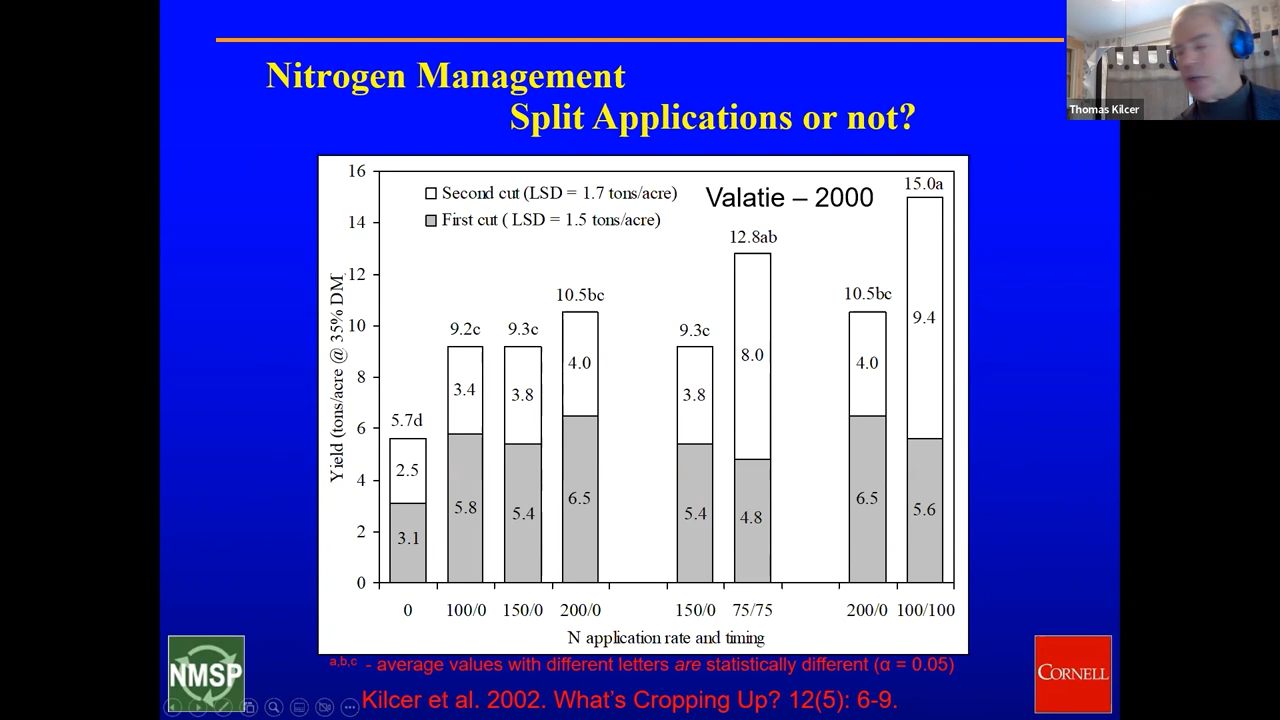 Nitrogen Management
Split Applications or not?
Thomas Kilcer
Second cut (LSD = 1.7 tons/acre)
First cut ( LSD = 1.5 tons/acre)
Valatie – 2000
Yield (tons/acre @ 35% DM
16
14
12
10
8
6
4
2
0
5.7d
2.5
3.1
9.2c
3.4
5.8
9.3c
3.8
5.4
10.5bc
4.0
6.5
9.3c
3.8
5.4
12.8ab
8.0
4.8
10.5bc
4.0
6.5
15.0a
9.4
5.6
0 100/0 150/0 200/0 150/0 75/75 200/0 100/100
N application rate and timing
a,b,c - average values with different letters are statistically different (α = 0.05)
Kilcer et al. 2002. What’s Cropping Up? 12(5): 6-9.
NMSP
CORNELL